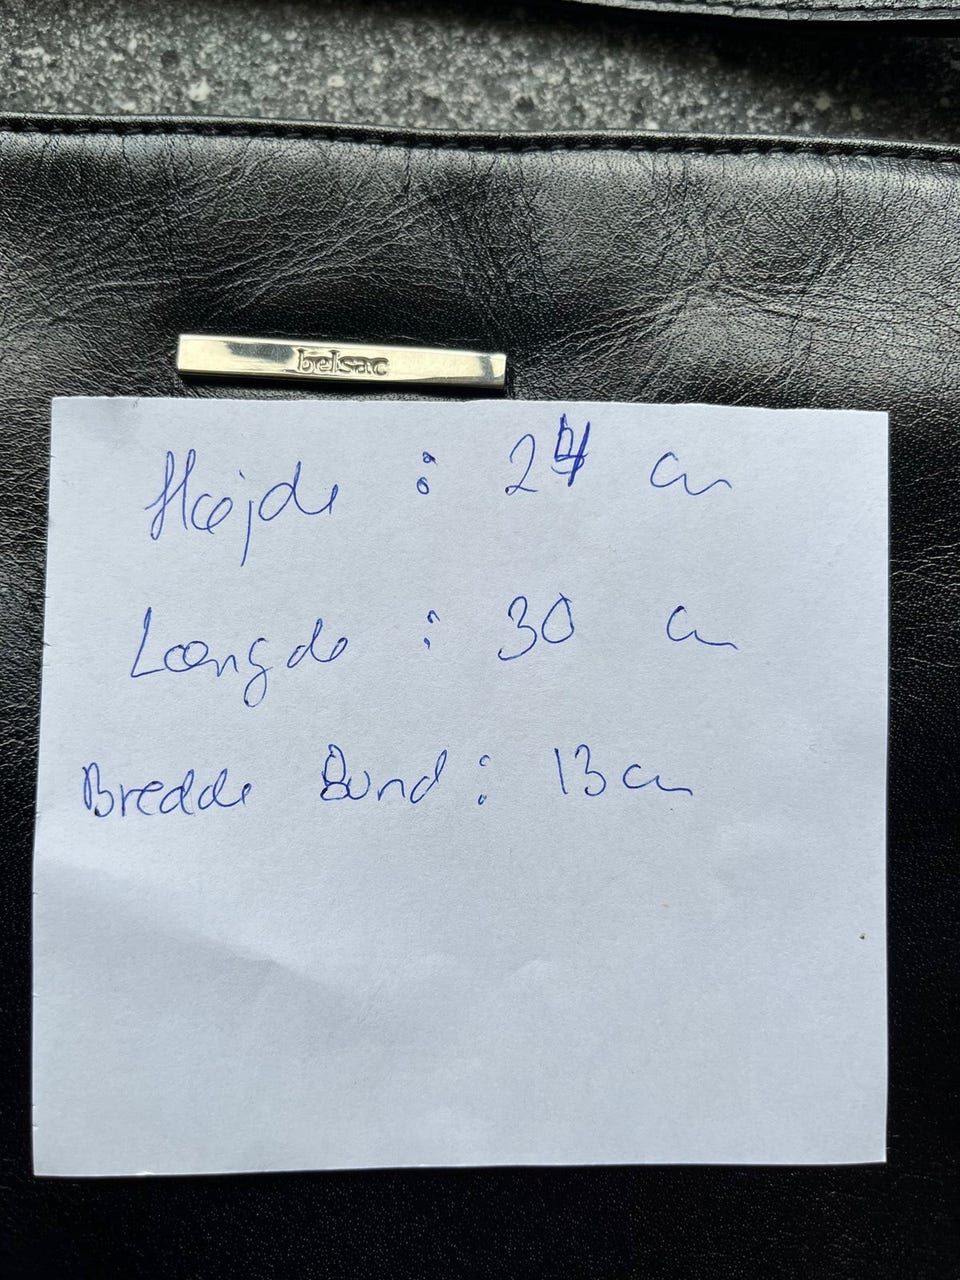 belsac
Højde : 24 cm
Længde : 30 cm
Bredde Bund : 13 cm